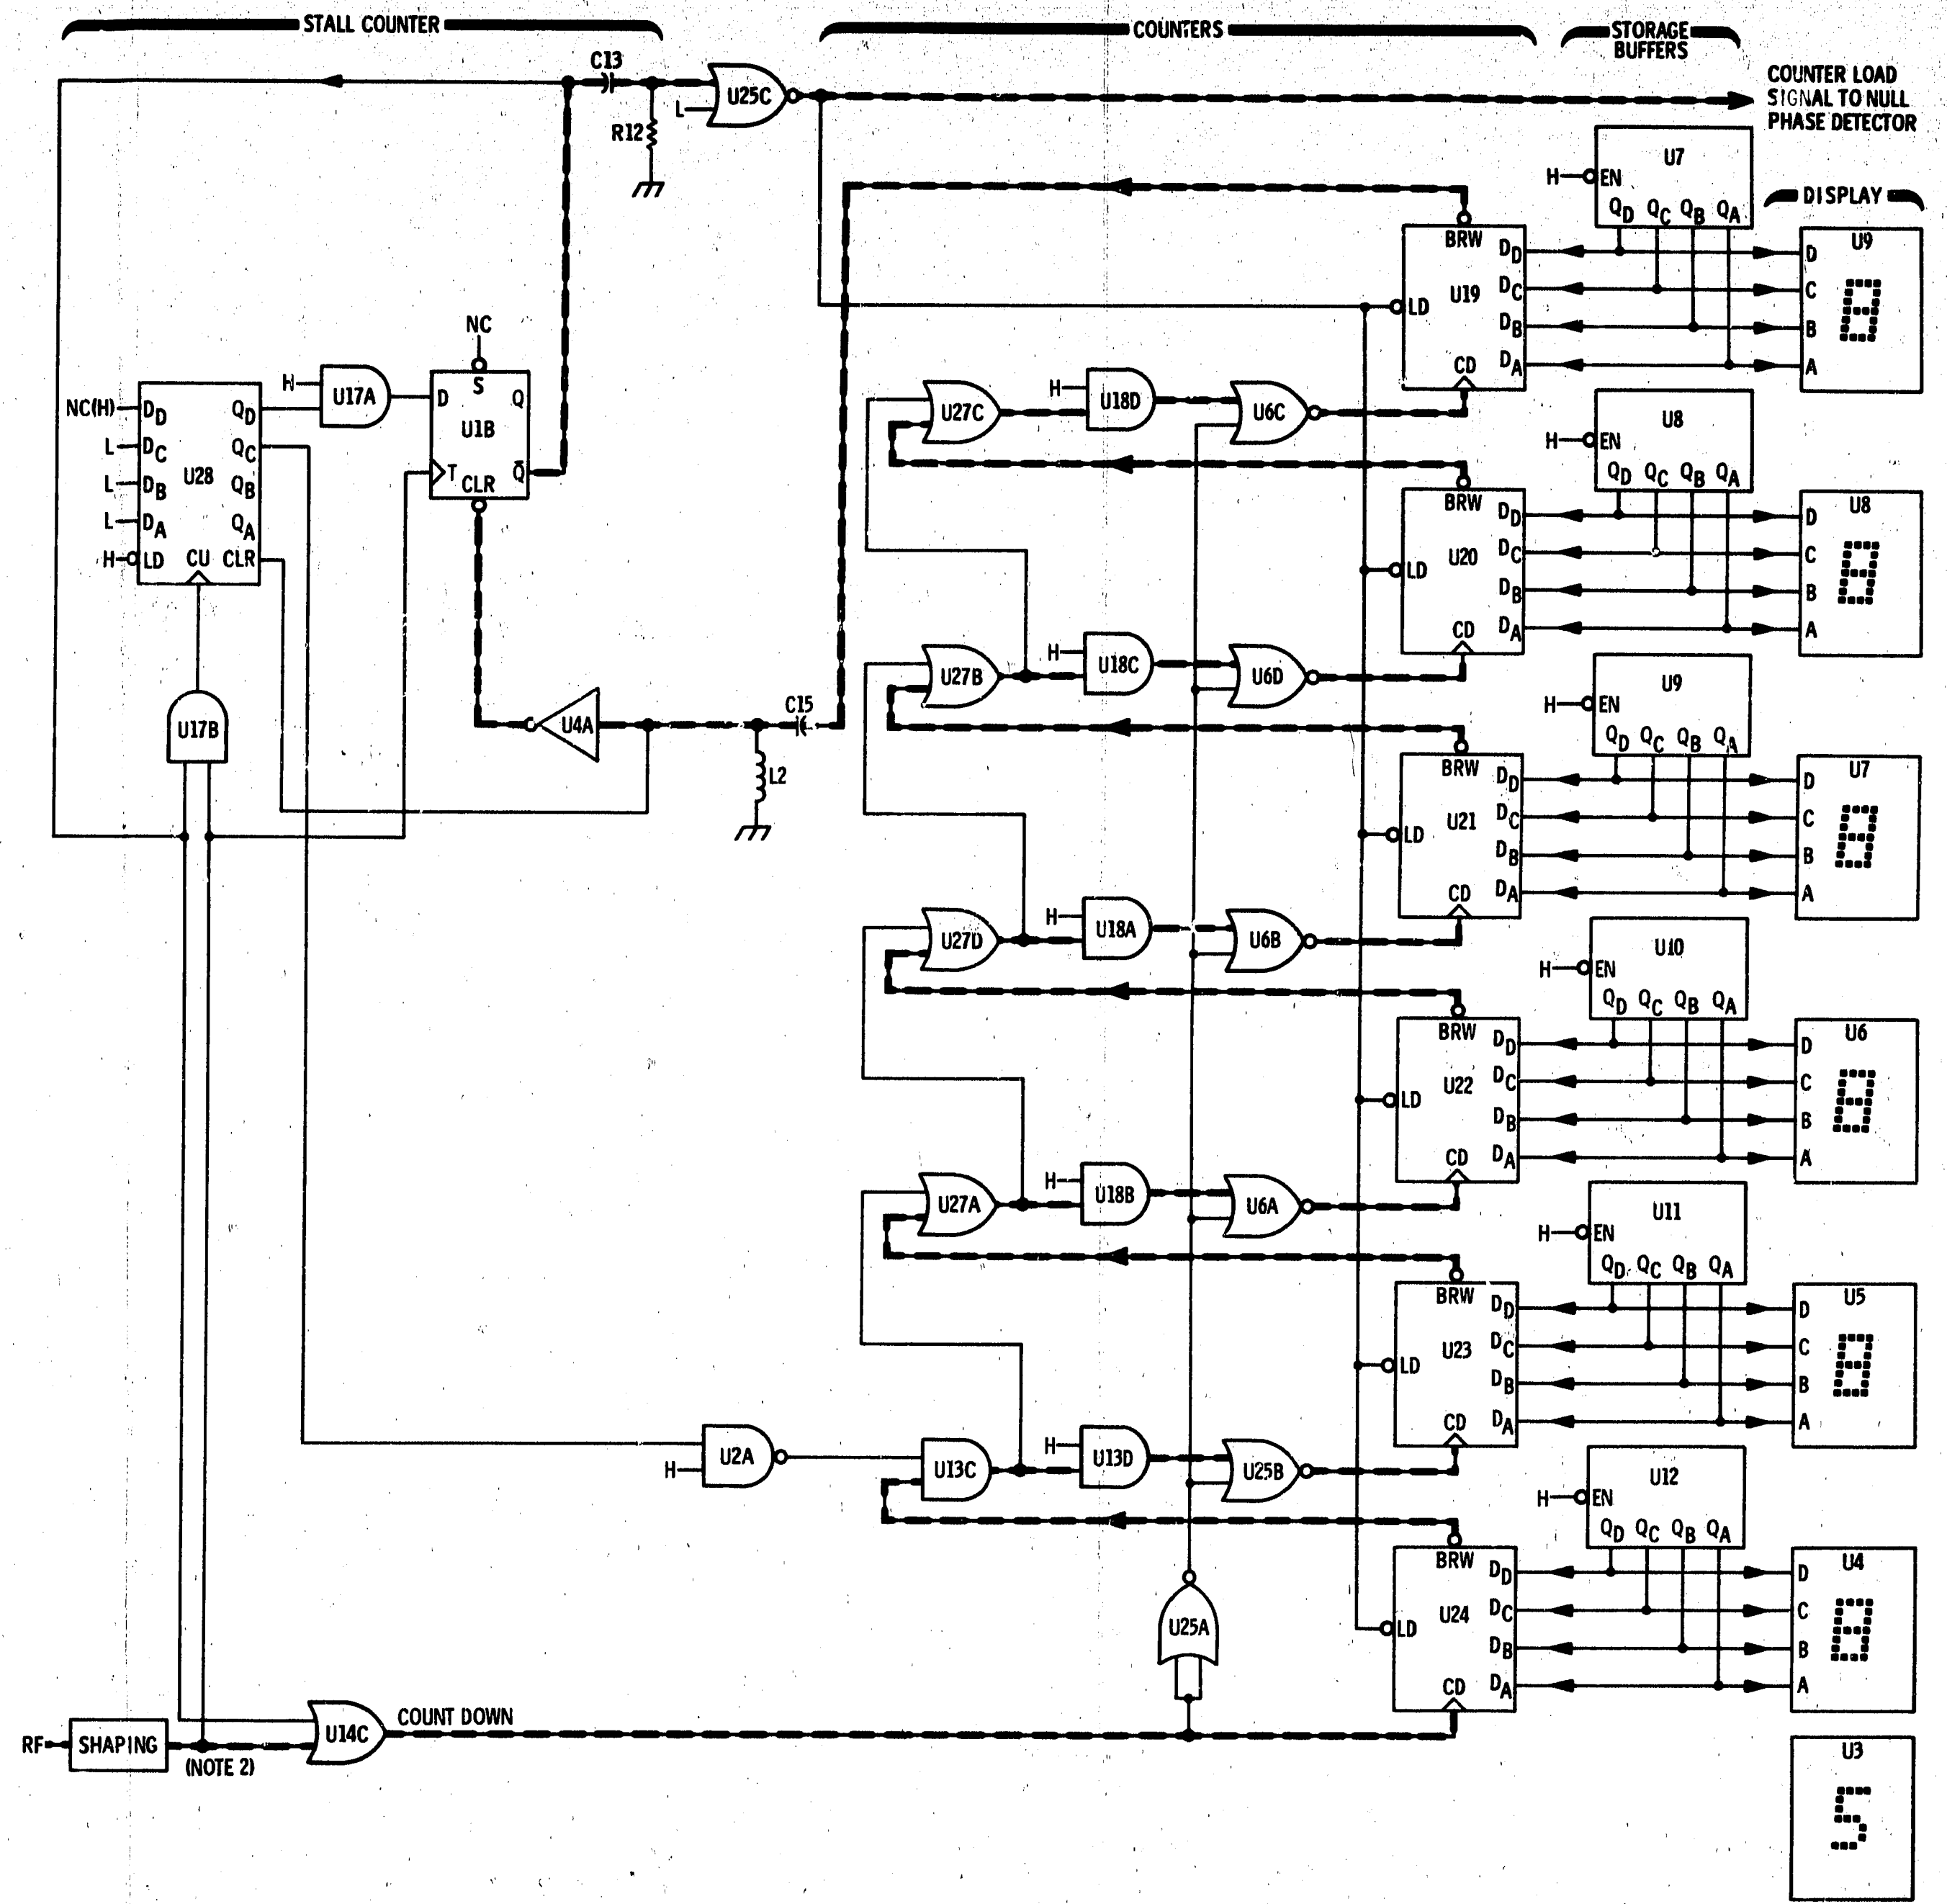 STALL COUNTER
COUNTERS
STORAGE
BUFFERS
C13
U25C
L
R12
COUNTER LOAD
SIGNAL TO NULL
PHASE DETECTOR
U7
H
EN
QD QC QB QA
DISPLAY
BRW
U19
LD
CD
DD
DC
DB
DA
U9
D
C
B
A
NC
S
D
Q
U1B
T
CLR
Q̅
H
U17A
NC(H)
L
L
L
H
DD
DC
DB
DA
LD
U28
QD
QC
QB
QA
CU
CLR
U17B
U4A
C15
L2
U27C
H
U18D
U6C
U8
H
EN
QD QC QB QA
BRW
U20
LD
CD
DD
DC
DB
DA
U8
D
C
B
A
U27B
H
U18C
U6D
U9
H
EN
QD QC QB QA
BRW
U21
LD
CD
DD
DC
DB
DA
U7
D
C
B
A
U27D
H
U18A
U6B
U10
H
EN
QD QC QB QA
BRW
U22
LD
CD
DD
DC
DB
DA
U6
D
C
B
A
U27A
H
U18B
U6A
U11
H
EN
QD QC QB QA
BRW
U23
LD
CD
DD
DC
DB
DA
U5
D
C
B
A
U2A
H
U13C
H
U13D
U25B
U12
H
EN
QD QC QB QA
BRW
U24
LD
CD
DD
DC
DB
DA
U4
D
C
B
A
U25A
RF
SHAPING
(NOTE 2)
U14C
COUNT DOWN
U3
5